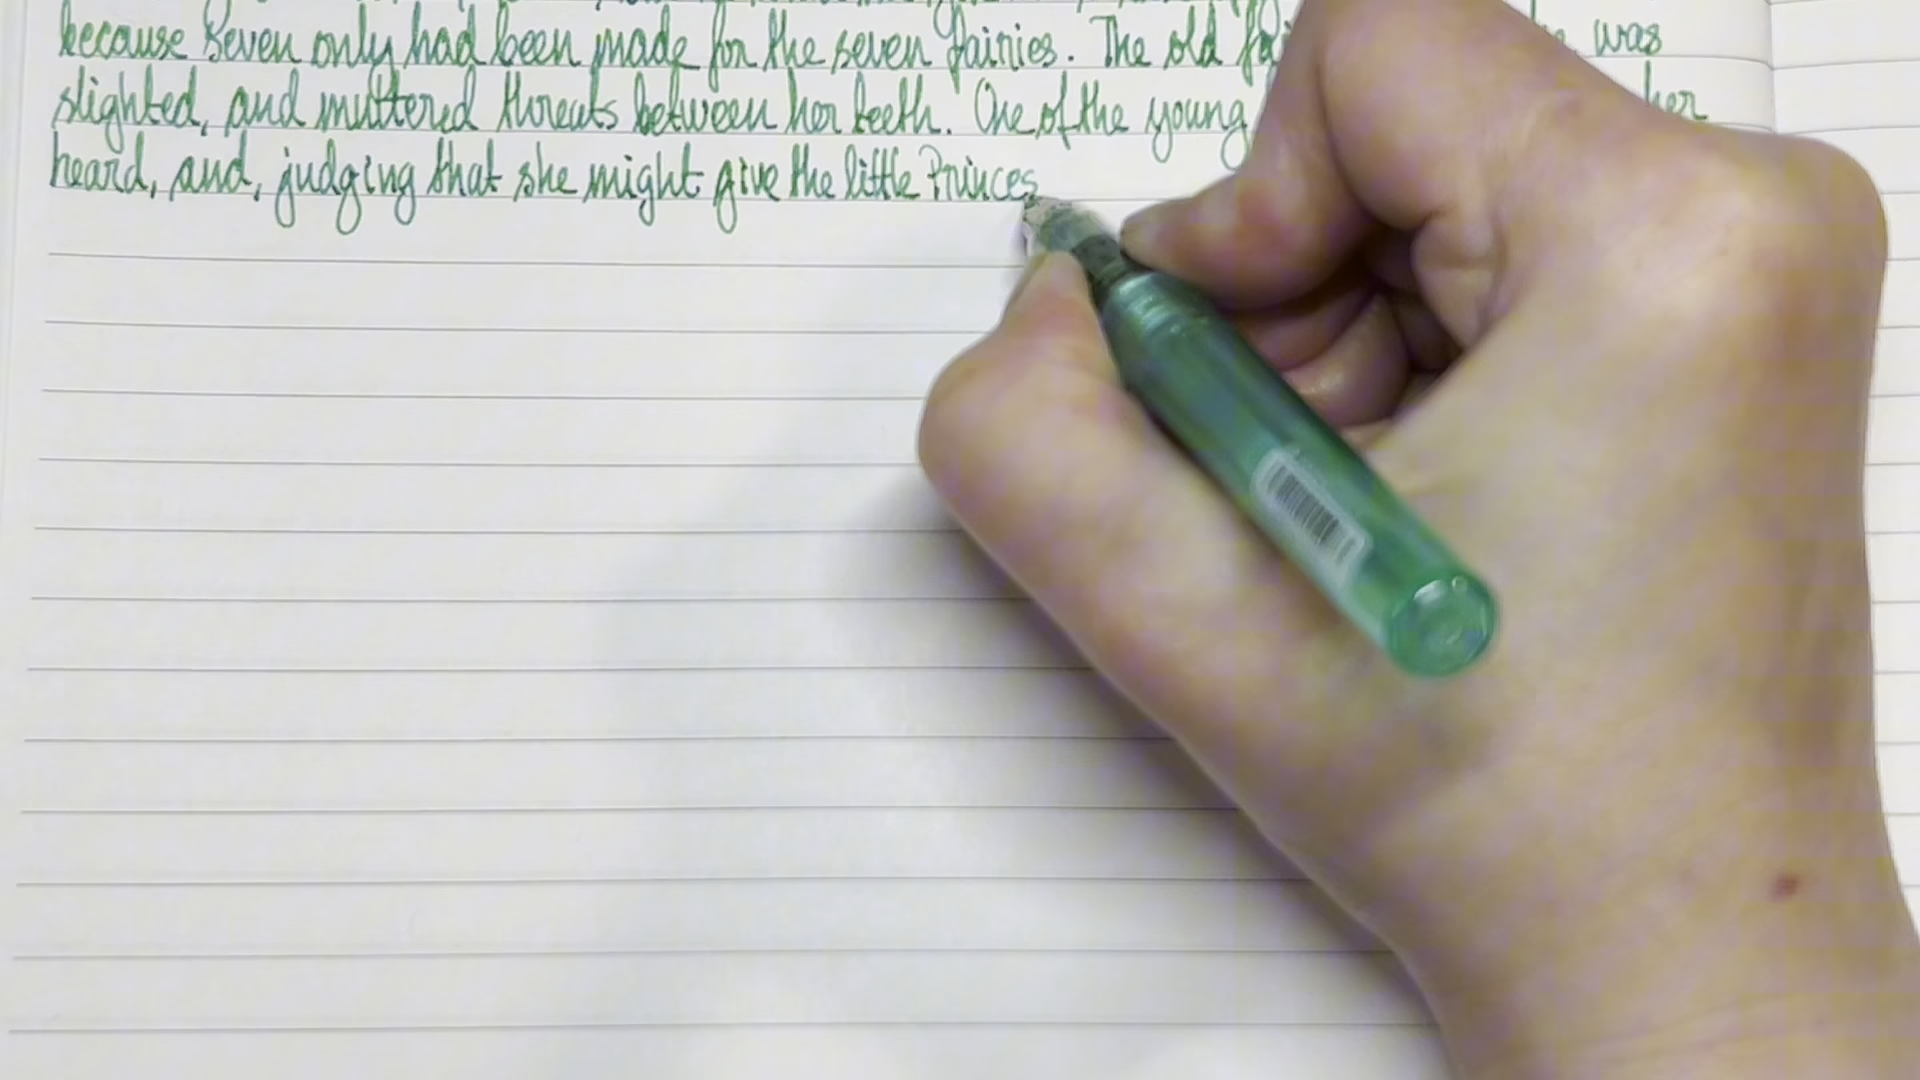 because seven only had been made for the seven fairies. The old was
slighted, and muttered threats between her teeth. One of the young her
heard, and, judging that she might give the little Princes